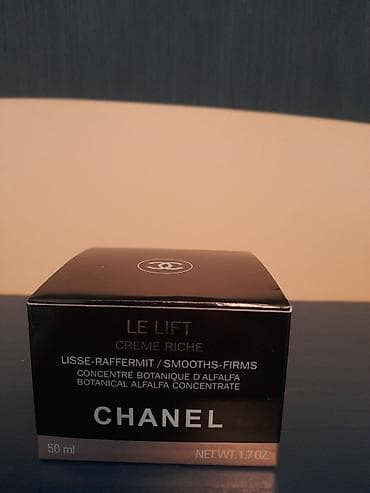 LE LIFT
CRÈME RICHE
LISSE-RAFFERMIT / SMOOTHS-FIRMS
CONCENTRÉ BOTANIQUE D'ALFALFA
BOTANICAL ALFALFA CONCENTRATE
CHANEL
50 ml NET.WT. 1.7 OZ.